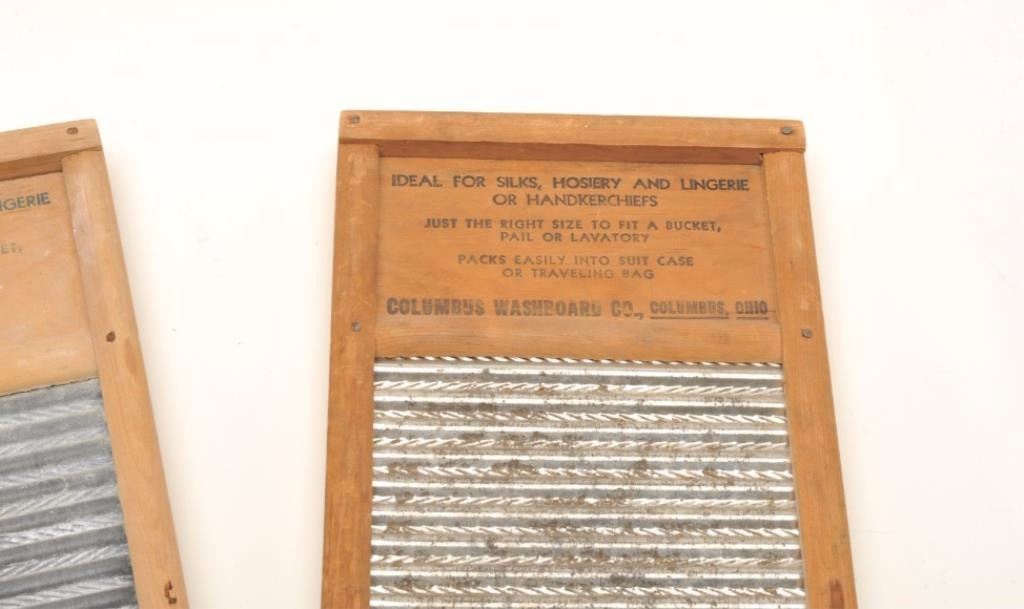 IDEAL FOR SILKS, HOSIERY AND LINGERIE
OR HANDKERCHIEFS
JUST THE RIGHT SIZE TO FIT A BUCKET,
PAIL OR LAVATORY
PACKS EASILY INTO SUIT CASE
OR TRAVELING BAG
COLUMBUS WASHBOARD CO., COLUMBUS, OHIO
NGERIE
ET,